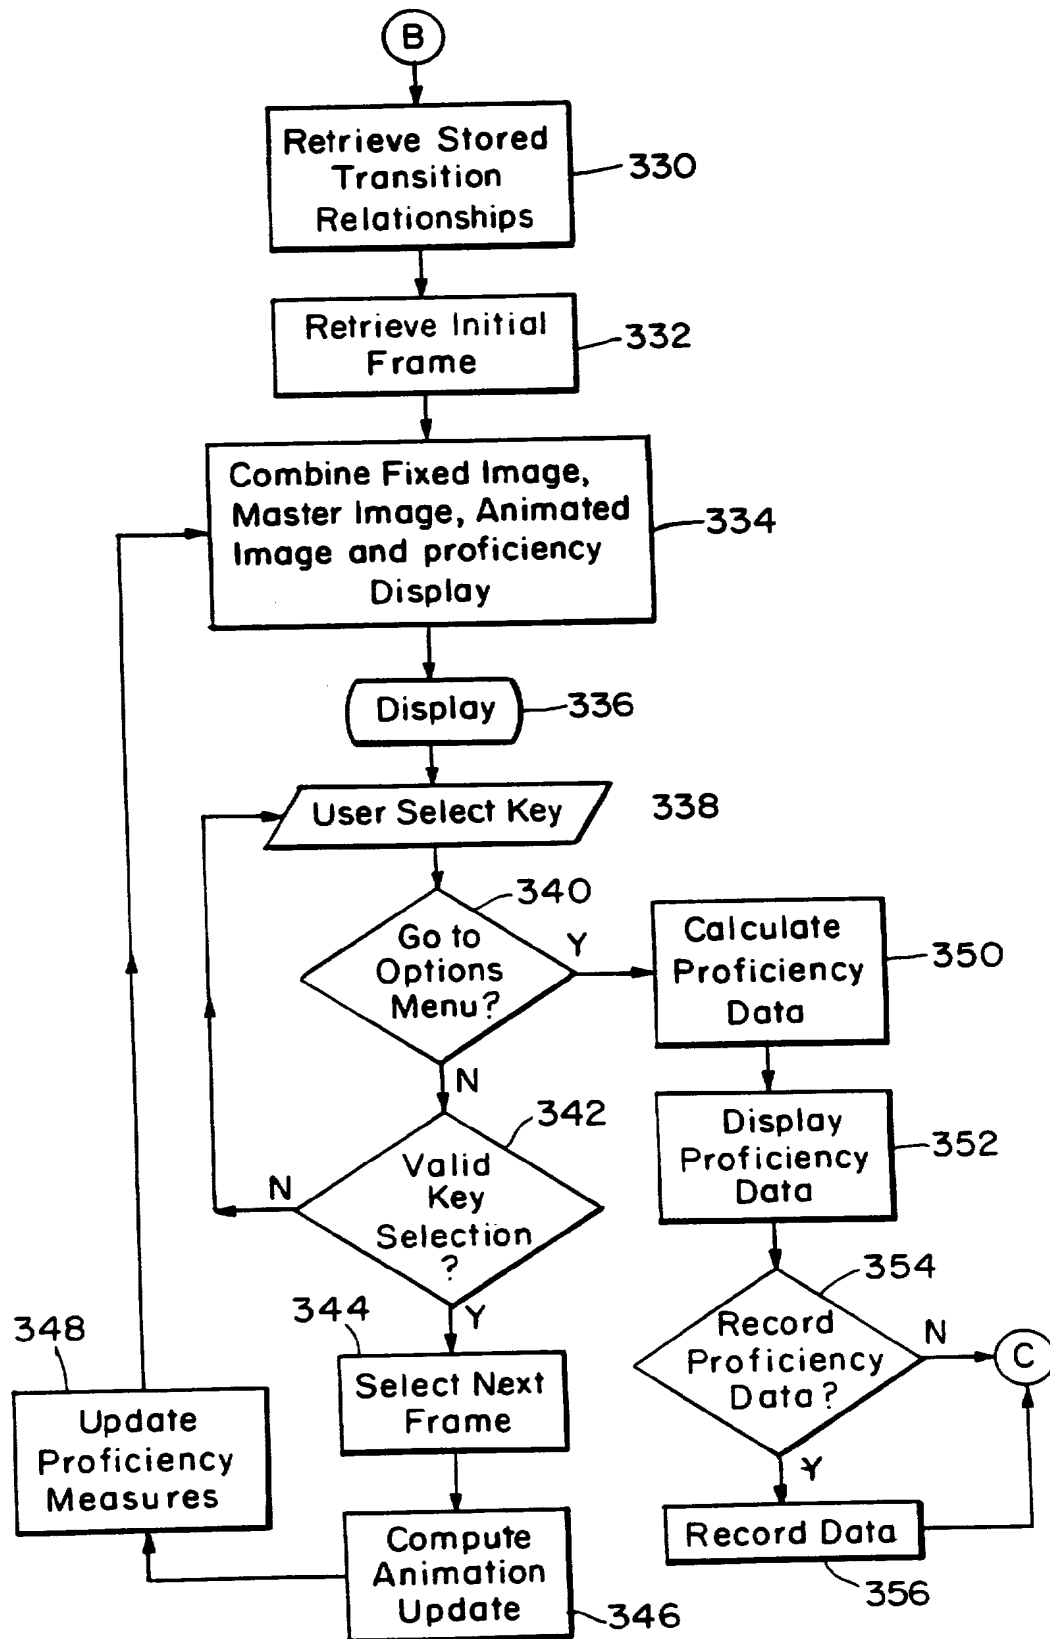 B
Retrieve Stored
Transition
Relationships
330
Retrieve Initial
Frame
332
Combine Fixed Image,
Master Image, Animated
Image and proficiency
Display
334
Display
336
User Select Key
338
340
Go to
Options
Menu?
Y
N
Calculate
Proficiency
Data
350
342
Valid
Key
Selection
?
N
Y
Display
Proficiency
Data
352
354
Record
Proficiency
Data?
N
C
Y
344
Select Next
Frame
348
Update
Proficiency
Measures
Record Data
356
Compute
Animation
Update
346